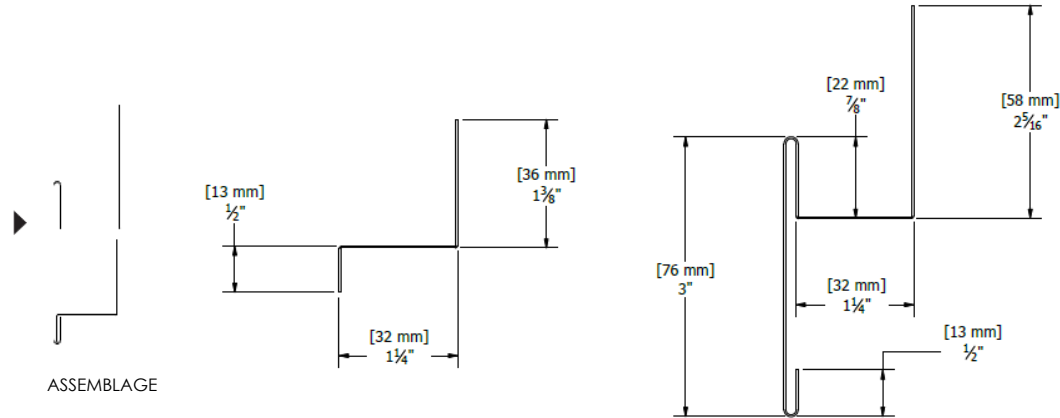 ASSEMBLAGE
[13 mm]
½"
[36 mm]
1⅜"
[32 mm]
1¼"
[22 mm]
⅞"
[58 mm]
2⁵⁄₁₆"
[76 mm]
3"
[32 mm]
1¼"
[13 mm]
½"